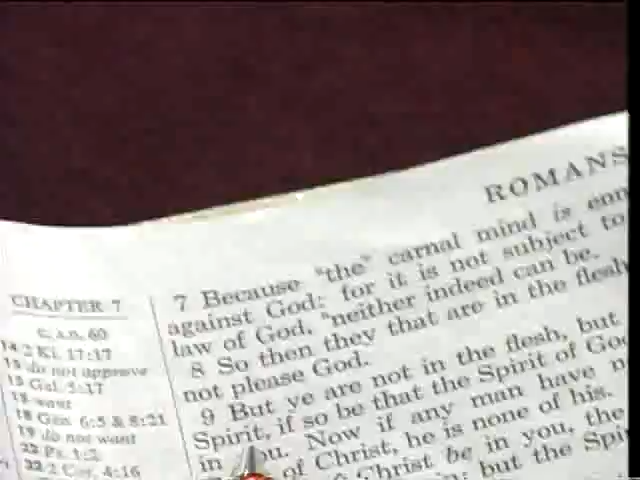 ROMANS
CHAPTER 7
c. A.D. 60
14 2 Ki. 17:17
15 do not approve
15 Gal. 5:17
18 want
18 Gen. 6:5 & 8:21
19 do not want
22 Ps. 1:2
22 2 Cor. 4:16
7 Because "the" carnal mind is
against God: for it is not subject to
law of God, neither indeed can be.
8 So then they that are in the flesh
not please God.
9 But ye are not in the flesh, but
Spirit, if so be that the Spirit of
in Now if any man have
of Christ, he is none of his.
Christ be in you, the
but the